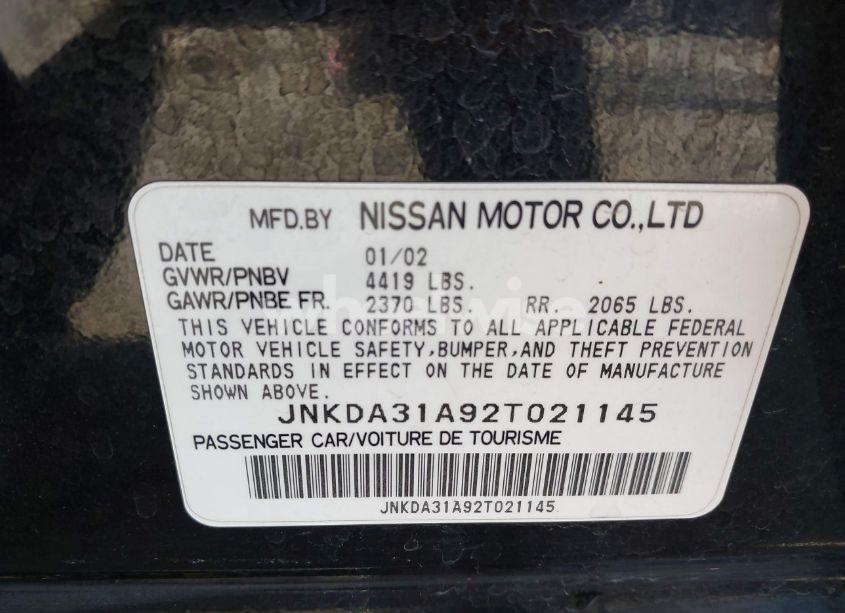 MFD.BY NISSAN MOTOR CO.,LTD
DATE 01/02
GVWR/PNBV 4419 LBS.
GAWR/PNBE FR. 2370 LBS. RR. 2065 LBS.
THIS VEHICLE CONFORMS TO ALL APPLICABLE FEDERAL
MOTOR VEHICLE SAFETY,BUMPER,AND THEFT PREVENTION
STANDARDS IN EFFECT ON THE DATE OF MANUFACTURE
SHOWN ABOVE.
JNKDA31A92T021145
PASSENGER CAR/VOITURE DE TOURISME
JNKDA31A92T021145